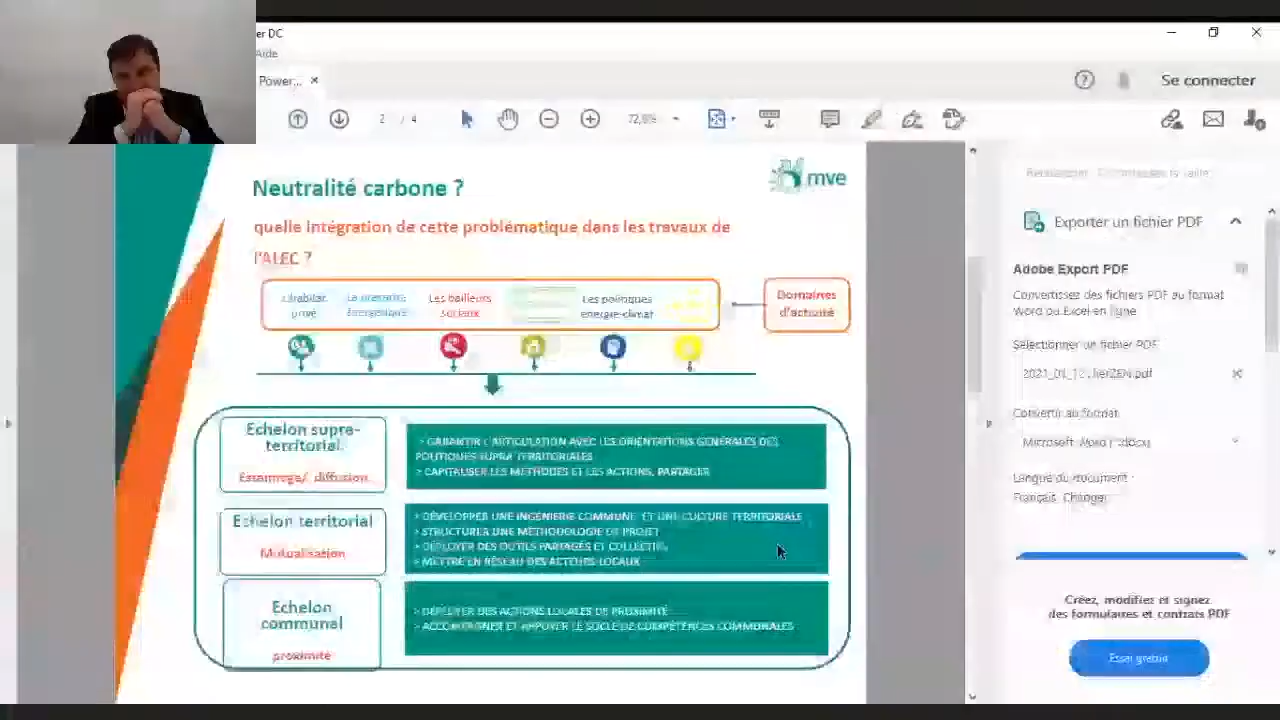 er DC
Aide
Power...
Se connecter
2 / 4
72,8%
Neutralité carbone ?
mve
quelle intégration de cette problématique dans les travaux de
l'ALEC ?
L'habitat
privé
La précarité
énergétique
Les bailleurs
sociaux
Les politiques
énergie-climat
Domaines
d'activité
Echelon supra-
territorial
Essaimage/ diffusion
> GARANTIR L'ARTICULATION AVEC LES ORIENTATIONS GÉNÉRALES DES
POLITIQUES SUPRA TERRITORIALES
> CAPITALISER LES MÉTHODES ET LES ACTIONS, PARTAGER
Echelon territorial
Mutualisation
> DÉVELOPPER UNE INGÉNIERIE COMMUNE ET UNE CULTURE TERRITORIALE
> STRUCTURER UNE MÉTHODOLOGIE DE PROJET
> DÉPLOYER DES OUTILS PARTAGÉS ET COLLECTIFS
> METTRE EN RÉSEAU DES ACTEURS LOCAUX
Echelon
communal
proximité
> DÉPLOYER DES ACTIONS LOCALES DE PROXIMITÉ
> ACCOMPAGNER ET APPUYER LE SOCLE DE COMPÉTENCES COMMUNALES
Exporter un fichier PDF
Adobe Export PDF
Convertissez des fichiers PDF au format
Word ou Excel en ligne
Sélectionner un fichier PDF
Convertir au format
Microsoft Word (*.docx)
Langue du document :
Français Changer
Créez, modifiez et signez
des formulaires et contrats PDF
Essai gratuit